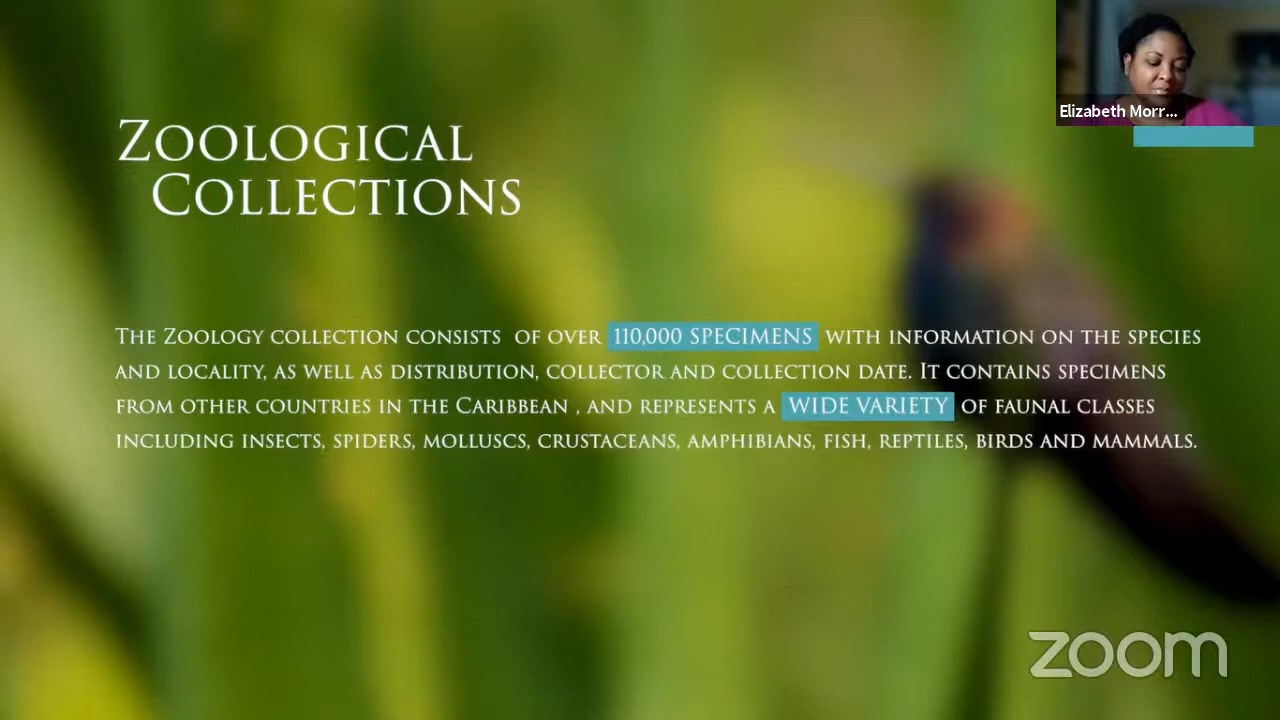 Elizabeth Morr...
ZOOLOGICAL
COLLECTIONS
THE ZOOLOGY COLLECTION CONSISTS OF OVER 110,000 SPECIMENS WITH INFORMATION ON THE SPECIES
AND LOCALITY, AS WELL AS DISTRIBUTION, COLLECTOR AND COLLECTION DATE. IT CONTAINS SPECIMENS
FROM OTHER COUNTRIES IN THE CARIBBEAN , AND REPRESENTS A WIDE VARIETY OF FAUNAL CLASSES
INCLUDING INSECTS, SPIDERS, MOLLUSCS, CRUSTACEANS, AMPHIBIANS, FISH, REPTILES, BIRDS AND MAMMALS.
zoom